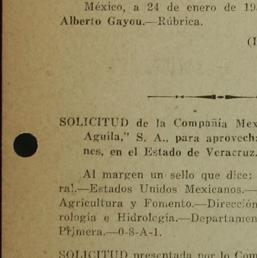 México, a 24 de enero de 19
Alberto Gayou.—Rúbrica.
(I
SOLICITUD de la Compañía Mex
Aguila," S. A., para aprovech
nes, en el Estado de Veracruz.
Al margen un sello que dice:
ral.—Estados Unidos Mexicanos.—
Agricultura y Fomento.—Dirección
rología e Hidrología.—Departamen
Primera.—0-8-A-1.
SOLICITUD presentada por la Com